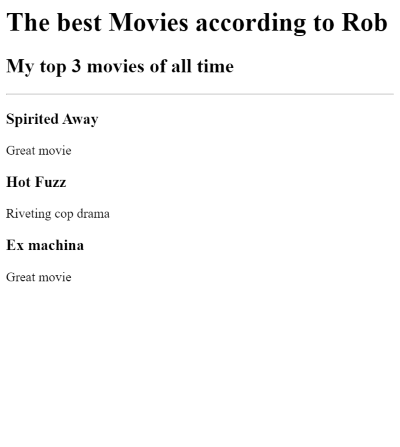 The best Movies according to Rob
My top 3 movies of all time
Spirited Away
Great movie
Hot Fuzz
Riveting cop drama
Ex machina
Great movie